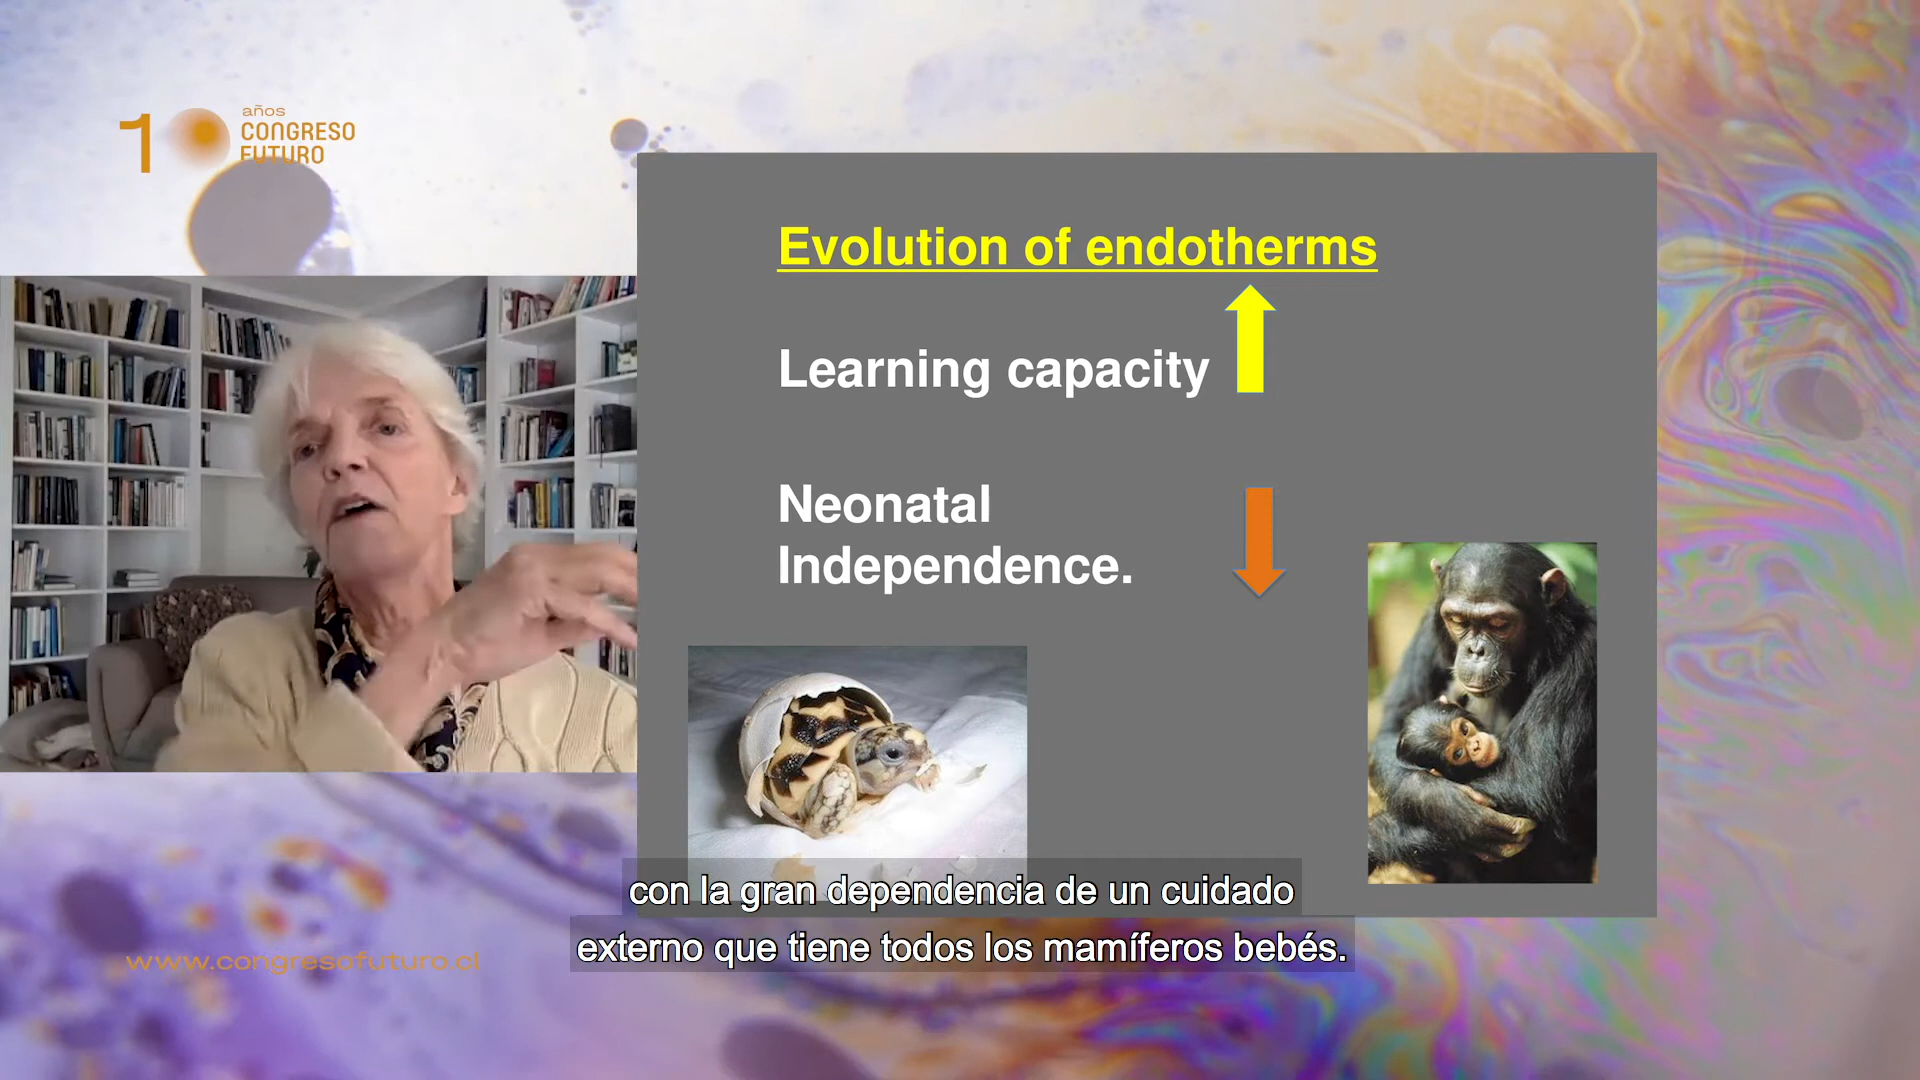 10
años
CONGRESO
FUTURO
Evolution of endotherms
Learning capacity
Neonatal
Independence.
con la gran dependencia de un cuidado
externo que tiene todos los mamíferos bebés.
www.congresofuturo.cl